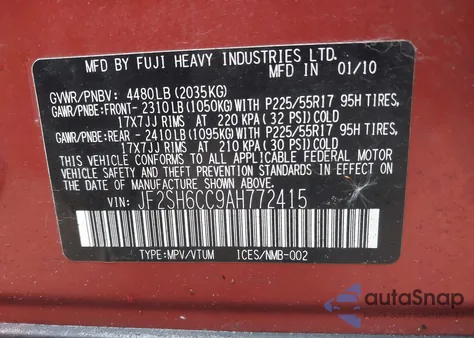 MFD BY FUJI HEAVY INDUSTRIES LTD.
IN 01/10
GVWR/PNBV: 4480LB (2035KG)
GAWR/PNBE:FRONT- 2310LB (1050KG)WITH P225/55R17 95H TIRES,
17X7JJ RIMS AT 220 KPA (32 PSI)COLD
GAWR/PNBE:REAR - 2410LB (1095KG)WITH P225/55R17 95H TIRES,
17X7JJ RIMS AT 210 KPA (30 PSI)COLD
THIS VEHICLE CONFORMS TO ALL APPLICABLE FEDERAL MOTOR
VEHICLE SAFETY AND THEFT PREVENTION STANDARDS IN EFFECT ON
THE DATE OF MANUFACTURE SHOWN ABOVE.
VIN: JF2SH6CC9AH772415
TYPE:MPV/VTUM ICES/NMB-002
autoSnap
POWERED BY CARFAST